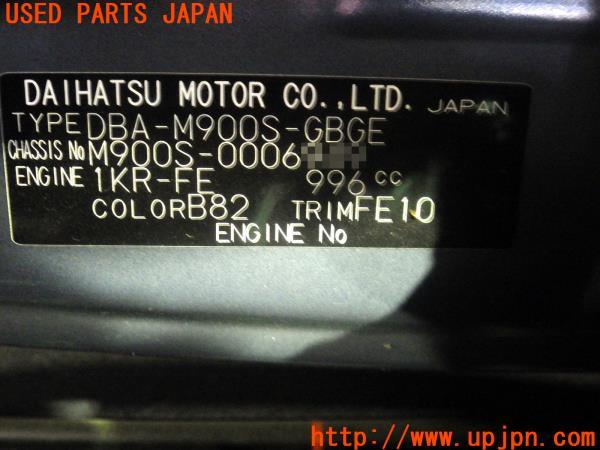 USED PARTS JAPAN
DAIHATSU MOTOR CO.,LTD. JAPAN
TYPE DBA-M900S-GBGE
CHASSIS No M900S-0006
ENGINE 1KR-FE 996 CC
COLOR B82 TRIM FE10
ENGINE No
http://www.upjpn.com